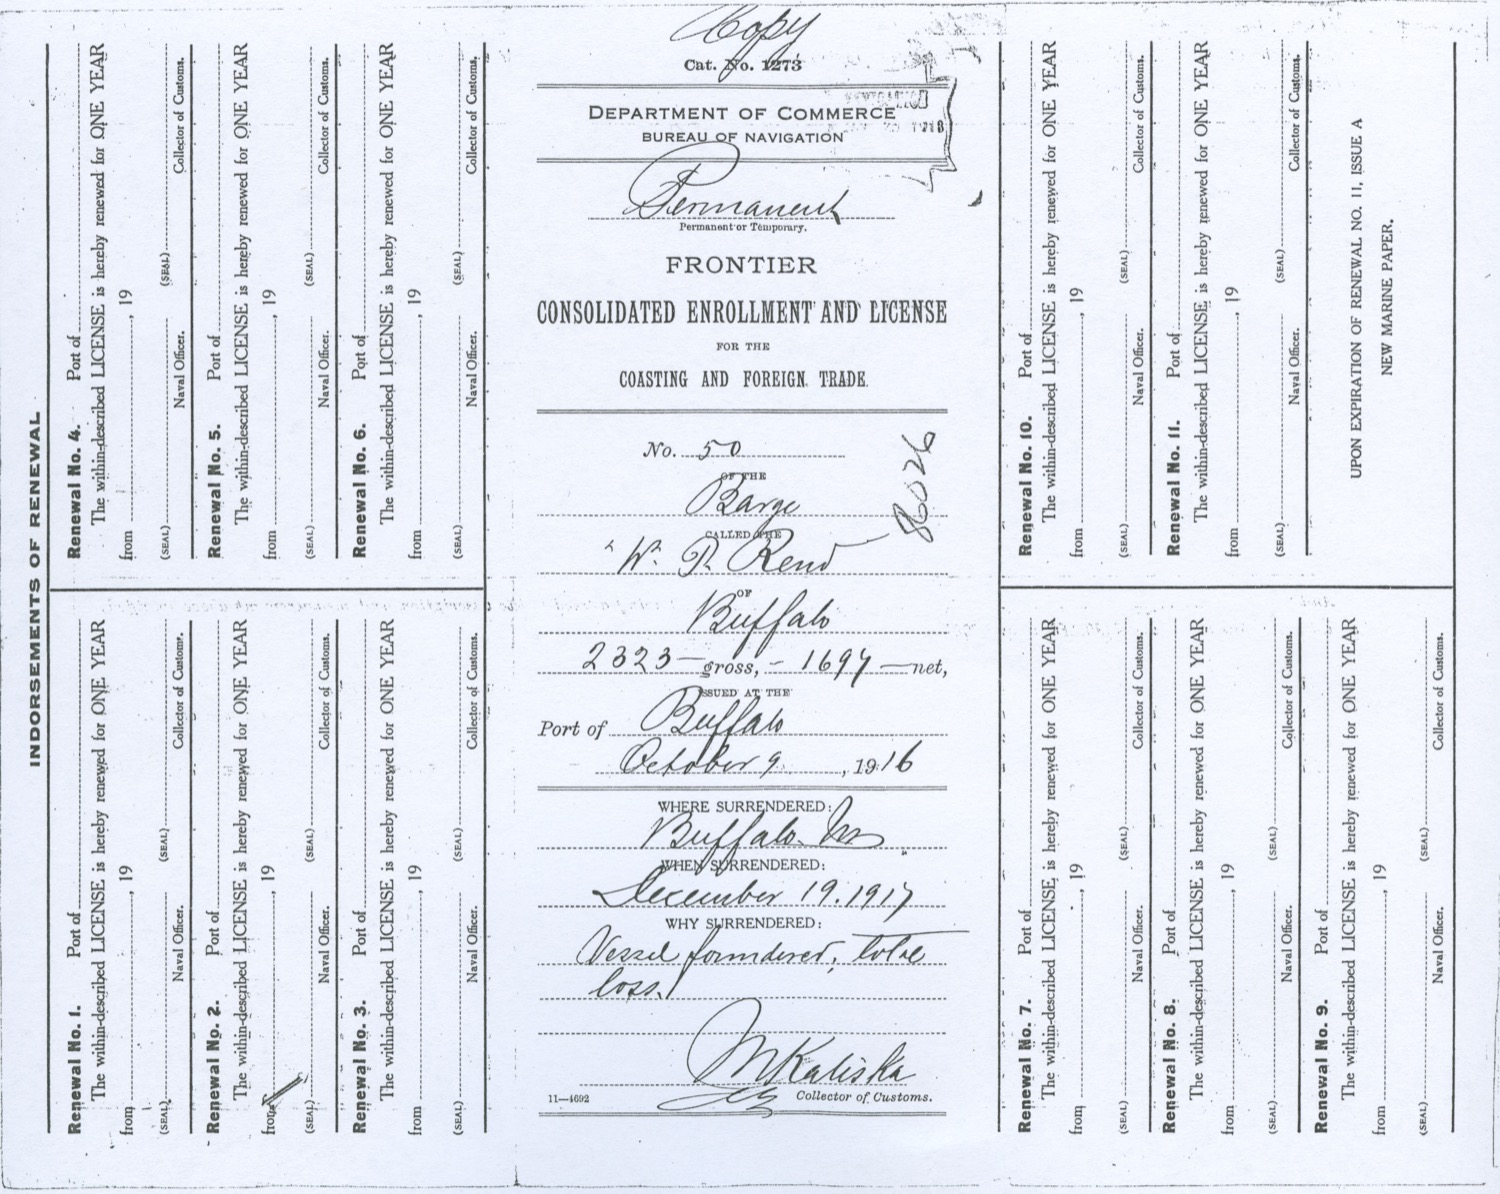 INDORSEMENTS OF RENEWAL
Renewal No. 1. Port of
The within-described LICENSE is hereby renewed for ONE YEAR
from , 19
(SEAL) (SEAL)
Naval Officer. Collector of Customs.
Renewal No. 2. Port of
The within-described LICENSE is hereby renewed for ONE YEAR
from , 19
(SEAL) (SEAL)
Naval Officer. Collector of Customs.
Renewal No. 3. Port of
The within-described LICENSE is hereby renewed for ONE YEAR
from , 19
(SEAL) (SEAL)
Naval Officer. Collector of Customs.
Renewal No. 4. Port of
The within-described LICENSE is hereby renewed for ONE YEAR
from , 19
(SEAL) (SEAL)
Naval Officer. Collector of Customs.
Renewal No. 5. Port of
The within-described LICENSE is hereby renewed for ONE YEAR
from , 19
(SEAL) (SEAL)
Naval Officer. Collector of Customs.
Renewal No. 6. Port of
The within-described LICENSE is hereby renewed for ONE YEAR
from , 19
(SEAL) (SEAL)
Naval Officer. Collector of Customs.
Copy
Cat. No. 1273
DEPARTMENT OF COMMERCE
BUREAU OF NAVIGATION
Permanent
Permanent or Temporary.
FRONTIER
CONSOLIDATED ENROLLMENT AND LICENSE
FOR THE
COASTING AND FOREIGN TRADE.
No. 50
OF THE
Barge
86026
CALLED THE
"W. P. Rend
OF
Buffalo
2323 — gross, – 1697 — net,
ISSUED AT THE
Port of Buffalo
October 9 , 1916
WHERE SURRENDERED:
Buffalo
WHEN SURRENDERED:
December 19. 1917
WHY SURRENDERED:
Vessel foundered, total
loss.
M Kaliska
11—4692 Collector of Customs.
Renewal No. 7. Port of
The within-described LICENSE is hereby renewed for ONE YEAR
from , 19
(SEAL) (SEAL)
Naval Officer. Collector of Customs.
Renewal No. 8. Port of
The within-described LICENSE is hereby renewed for ONE YEAR
from , 19
(SEAL) (SEAL)
Naval Officer. Collector of Customs.
Renewal No. 9. Port of
The within-described LICENSE is hereby renewed for ONE YEAR
from , 19
(SEAL) (SEAL)
Naval Officer. Collector of Customs.
Renewal No. 10. Port of
The within-described LICENSE is hereby renewed for ONE YEAR
from , 19
(SEAL) (SEAL)
Naval Officer. Collector of Customs.
Renewal No. 11. Port of
The within-described LICENSE is hereby renewed for ONE YEAR
from , 19
(SEAL) (SEAL)
Naval Officer. Collector of Customs.
UPON EXPIRATION OF RENEWAL NO. 11, ISSUE A
NEW MARINE PAPER.